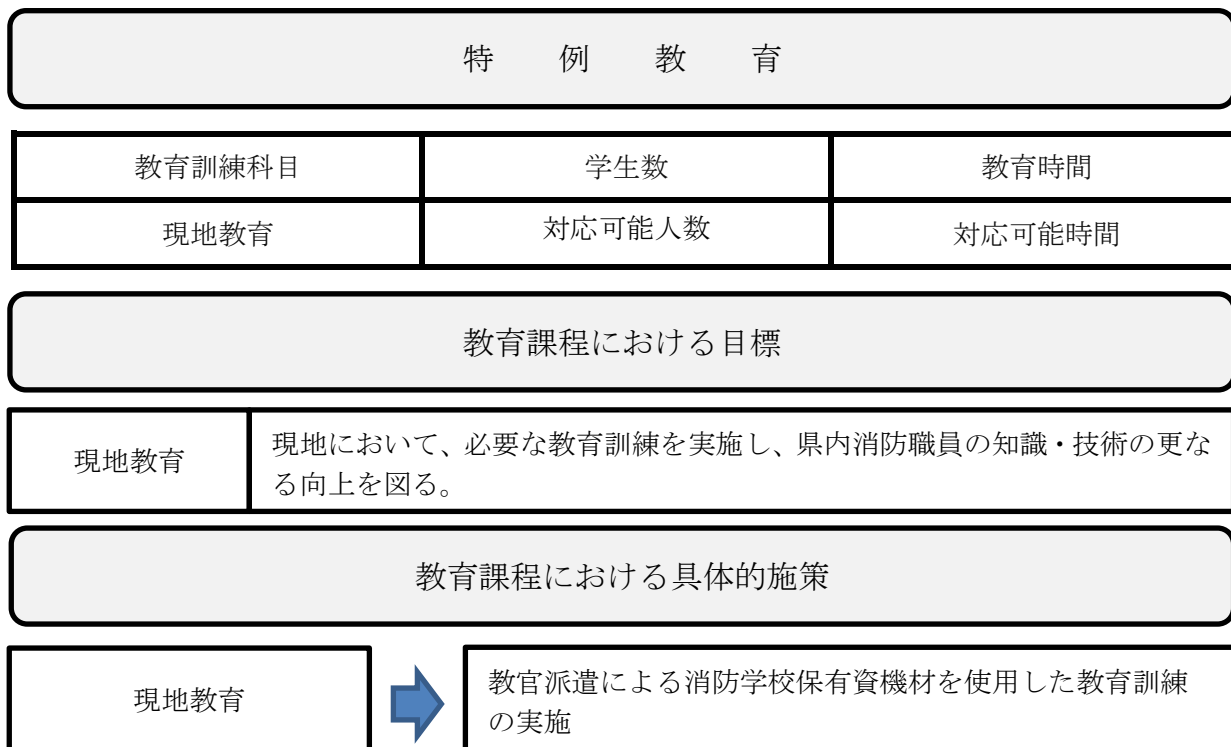 特例教育
教育訓練科目 学生数 教育時間
現地教育 対応可能人数 対応可能時間
教育課程における目標
現地教育 現地において、必要な教育訓練を実施し、県内消防職員の知識・技術の更な
る向上を図る。
教育課程における具体的施策
現地教育 教官派遣による消防学校保有資機材を使用した教育訓練
の実施